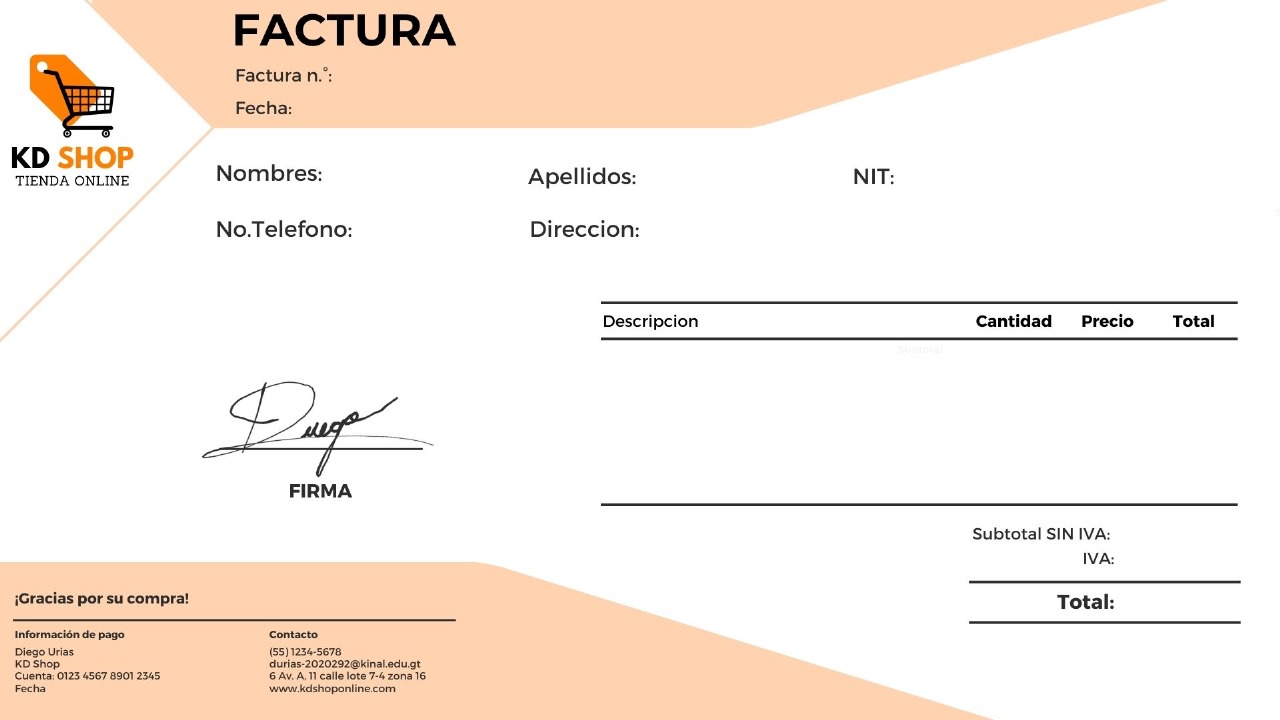 FACTURA
Factura n.°:
Fecha:
KD SHOP
TIENDA ONLINE
Nombres:
Apellidos:
NIT:
No.Telefono:
Direccion:
Descripcion Cantidad Precio Total
Subtotal
Diego
FIRMA
Subtotal SIN IVA:
IVA:
Total:
¡Gracias por su compra!
Información de pago
Diego Urias
KD Shop
Cuenta: 0123 4567 8901 2345
Fecha
Contacto
(55) 1234-5678
durias-2020292@kinal.edu.gt
6 Av. A, 11 calle lote 7-4 zona 16
www.kdshoponline.com